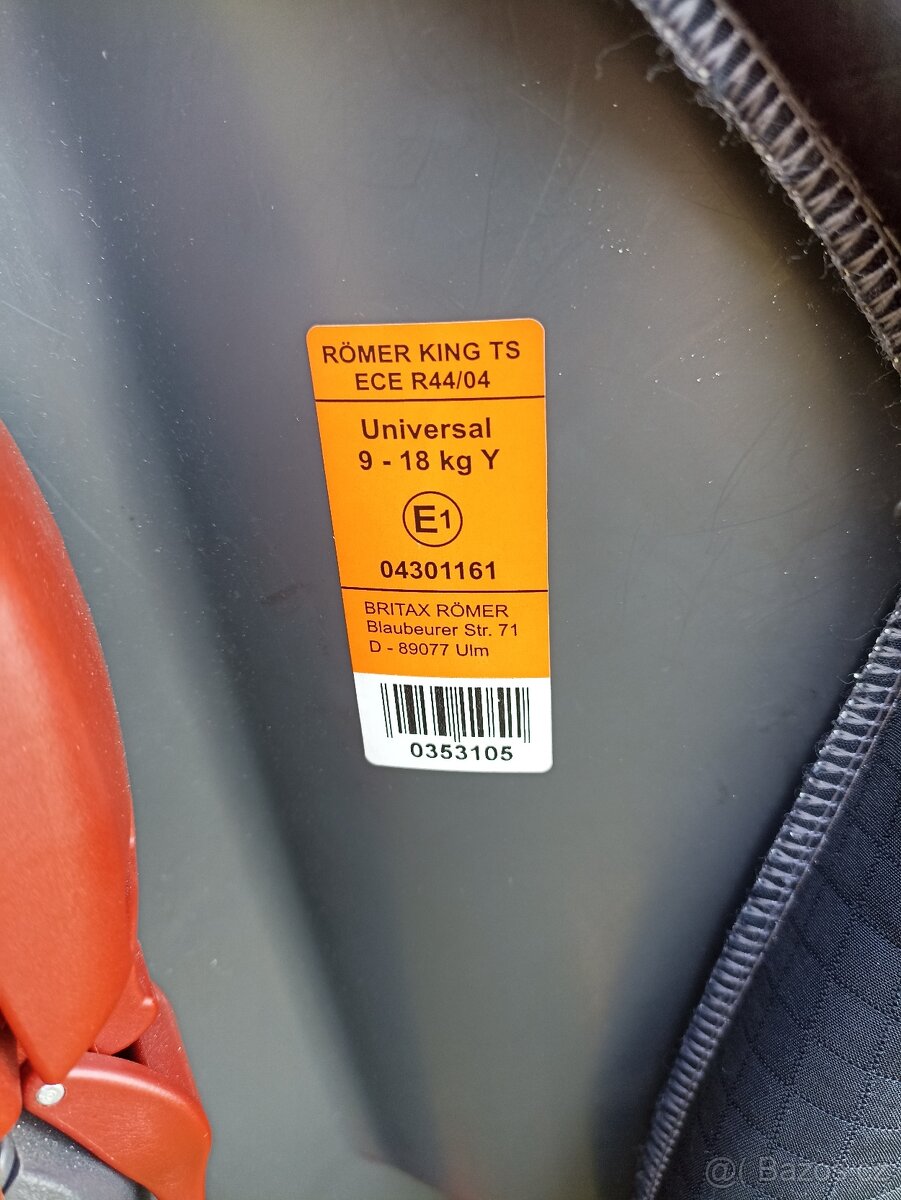 RÖMER KING TS
ECE R44/04
Universal
9 - 18 kg Y
E1
04301161
BRITAX RÖMER
Blaubeurer Str. 71
D - 89077 Ulm
0353105